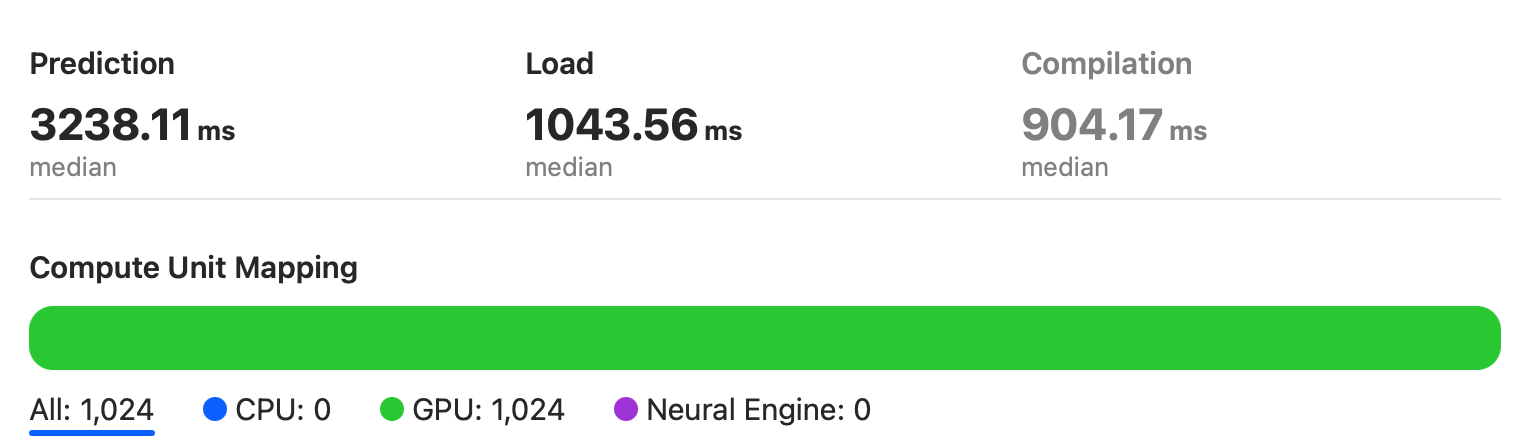 Prediction Load Compilation
3238.11 ms 1043.56 ms 904.17 ms
median median median
Compute Unit Mapping
All: 1,024 CPU: 0 GPU: 1,024 Neural Engine: 0